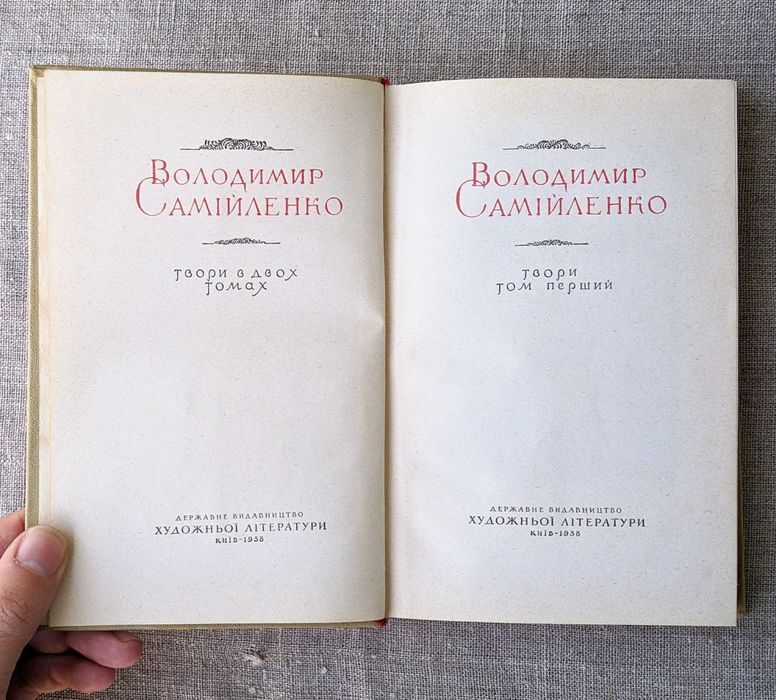 Володимир
Самійленко
твори в двох
томах
ДЕРЖАВНЕ ВИДАВНИЦТВО
ХУДОЖНЬОЇ ЛІТЕРАТУРИ
КИЇВ–1958
Володимир
Самійленко
твори
том перший
ДЕРЖАВНЕ ВИДАВНИЦТВО
ХУДОЖНЬОЇ ЛІТЕРАТУРИ
КИЇВ–1958